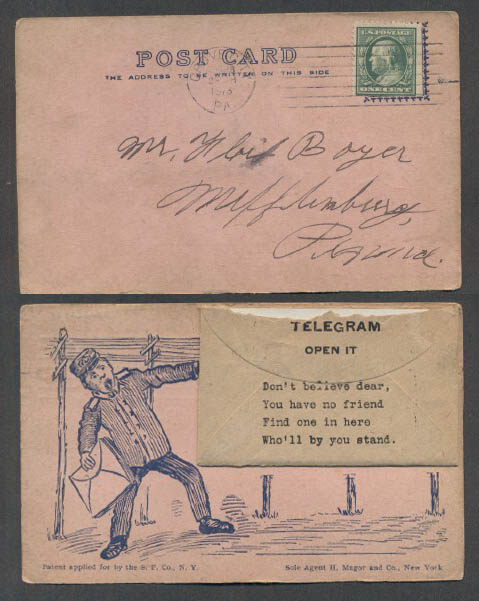 POST CARD
THE ADDRESS TO BE WRITTEN ON THIS SIDE
U.S. POSTAGE
ONE CENT
PA
Mr. Boyer
Mifflinburg,
Penna.
TELEGRAM
OPEN IT
Don't believe dear,
You have no friend
Find one in here
Who'll by you stand.
Patent applied for by the S. P. Co., N. Y.
Sole Agent H. Magor and Co., New York